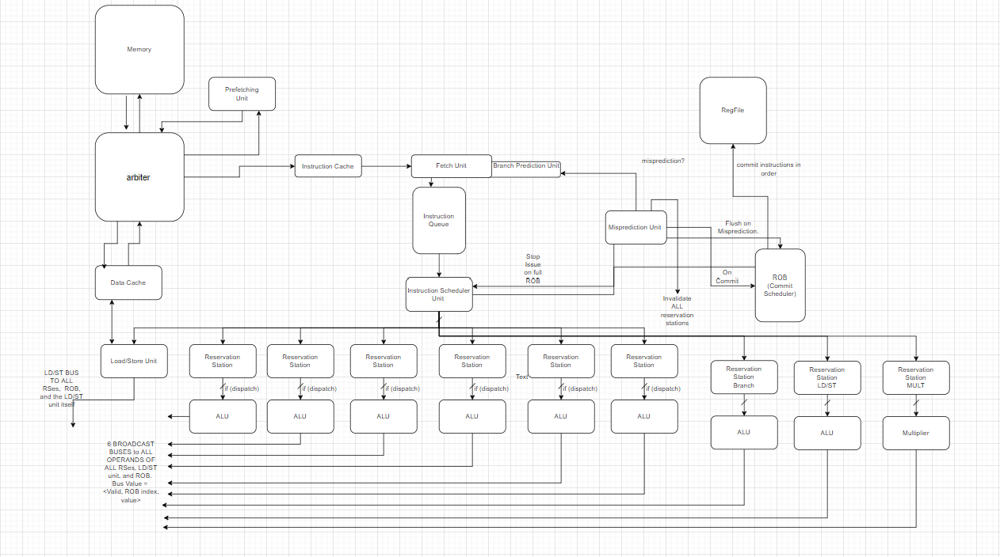 Memory
Prefetching
Unit
RegFile
arbiter
Instruction Cache
Fetch Unit
Branch Prediction Unit
misprediction?
commit instructions in
order
Instruction
Queue
Misprediction Unit
Flush on
Misprediction.
Data Cache
Stop
Issue
on full
ROB
On
Commit
ROB
(Commit
Scheduler)
Instruction Scheduler
Unit
Invalidate
ALL
reservation
stations
Load/Store Unit
Reservation
Station
Reservation
Station
Reservation
Station
Reservation
Station
Reservation
Station
Reservation
Station
Reservation
Station
Branch
Reservation
Station
LD/ST
Reservation
Station
MULT
Text
LD/ST BUS
TO ALL
RSes, ROB,
and the LD/ST
unit itself
if (dispatch)
if (dispatch)
if (dispatch)
if (dispatch)
if (dispatch)
if (dispatch)
ALU
ALU
ALU
ALU
ALU
ALU
ALU
ALU
Multiplier
6 BROADCAST
BUSES to ALL
OPERANDS OF
ALL RSes, LD/ST
unit, and ROB.
Bus Value =
<Valid, ROB index,
value>